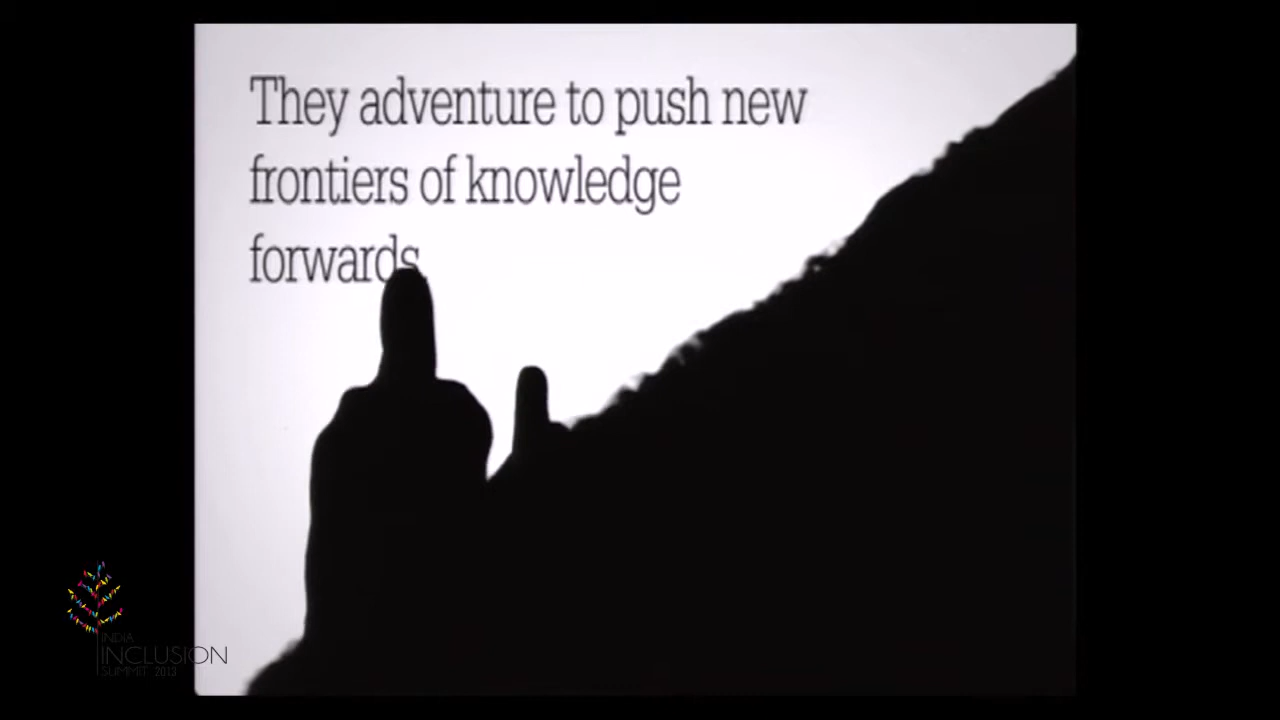 They adventure to push new
frontiers of knowledge
forwards.
INDIA
INCLUSION
SUMMIT 2013